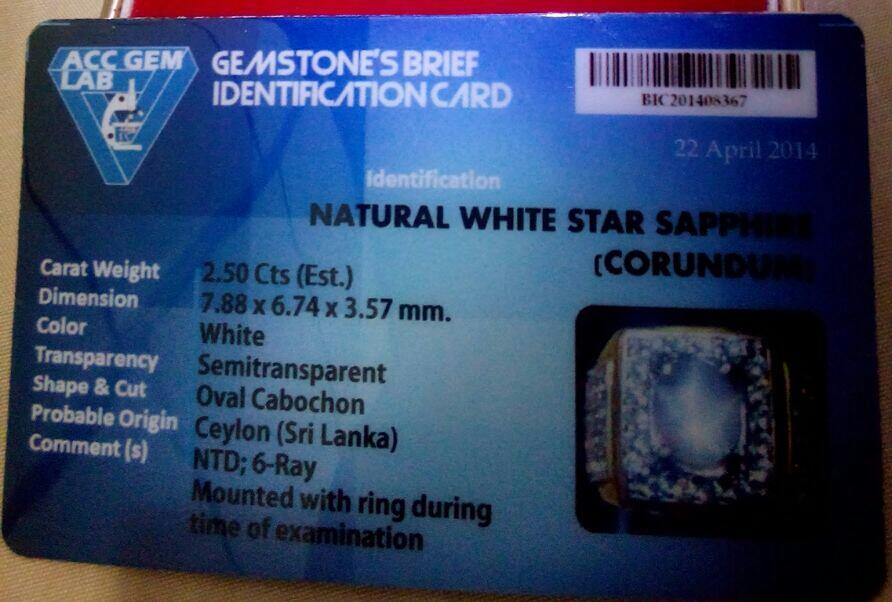 ACC GEM
LAB
GEMSTONE'S BRIEF
IDENTIFICATION CARD
BIC201408367
22 April 2014
Identification
NATURAL WHITE STAR SAPPHIRE
(CORUNDUM)
Carat Weight 2.50 Cts (Est.)
Dimension 7.88 x 6.74 x 3.57 mm.
Color White
Transparency Semitransparent
Shape & Cut Oval Cabochon
Probable Origin Ceylon (Sri Lanka)
Comment (s) NTD; 6-Ray
Mounted with ring during
time of examination